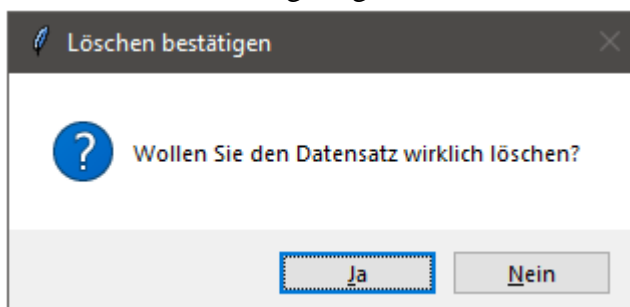 Löschen bestätigen
Wollen Sie den Datensatz wirklich löschen?
Ja
Nein